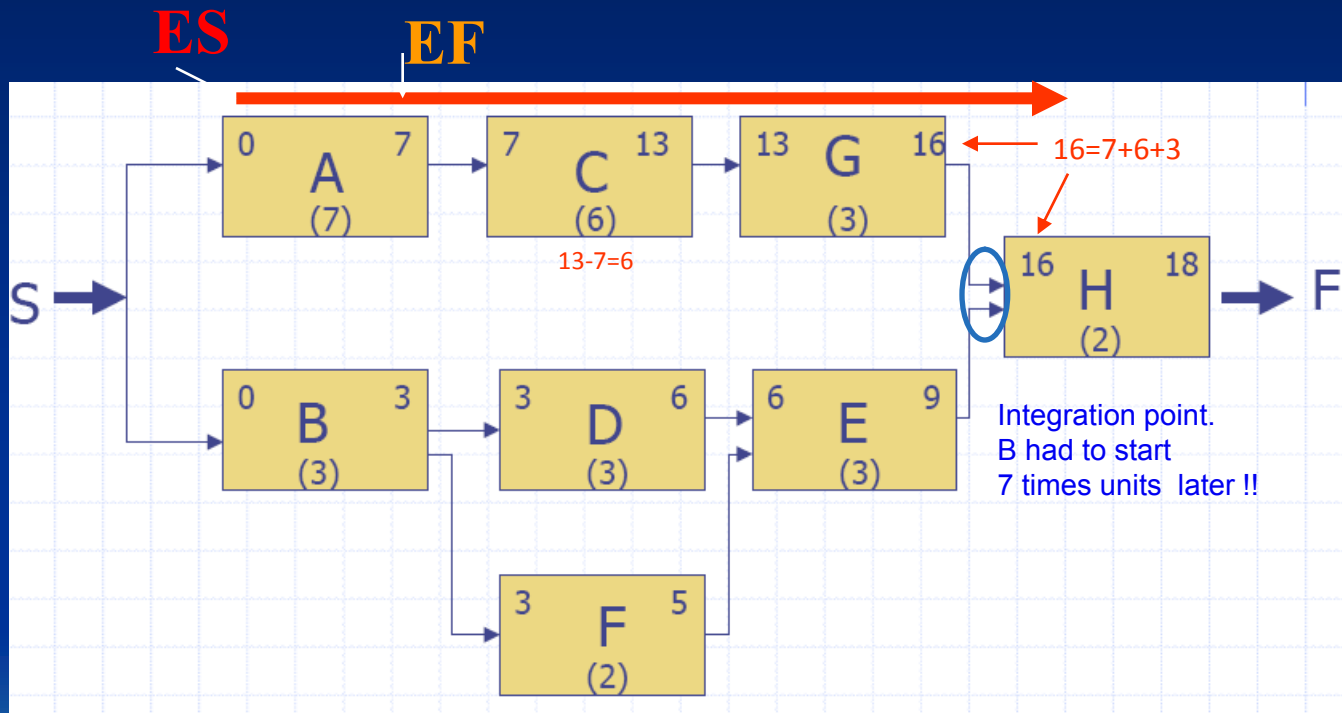 ES
EF
0 7
A
(7)
7 13
C
(6)
13-7=6
13 16
G
(3)
16=7+6+3
S
16 18
H
(2)
F
0 3
B
(3)
3 6
D
(3)
6 9
E
(3)
Integration point.
B had to start
7 times units later !!
3 5
F
(2)